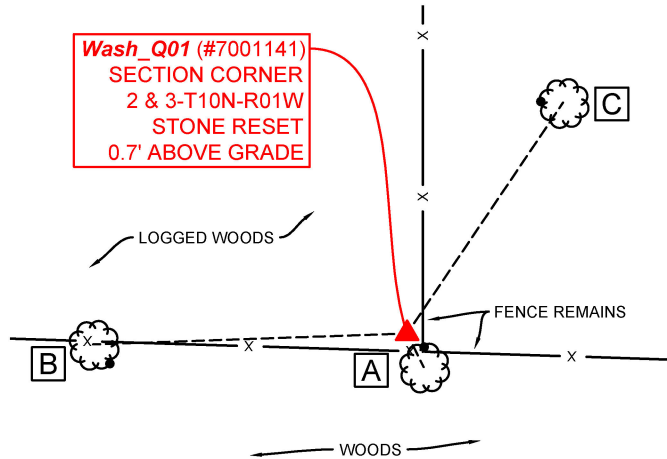 Wash_Q01 (#7001141)
SECTION CORNER
2 & 3-T10N-R01W
STONE RESET
0.7' ABOVE GRADE
X
C
X
LOGGED WOODS
FENCE REMAINS
X
X
X
B
A
WOODS